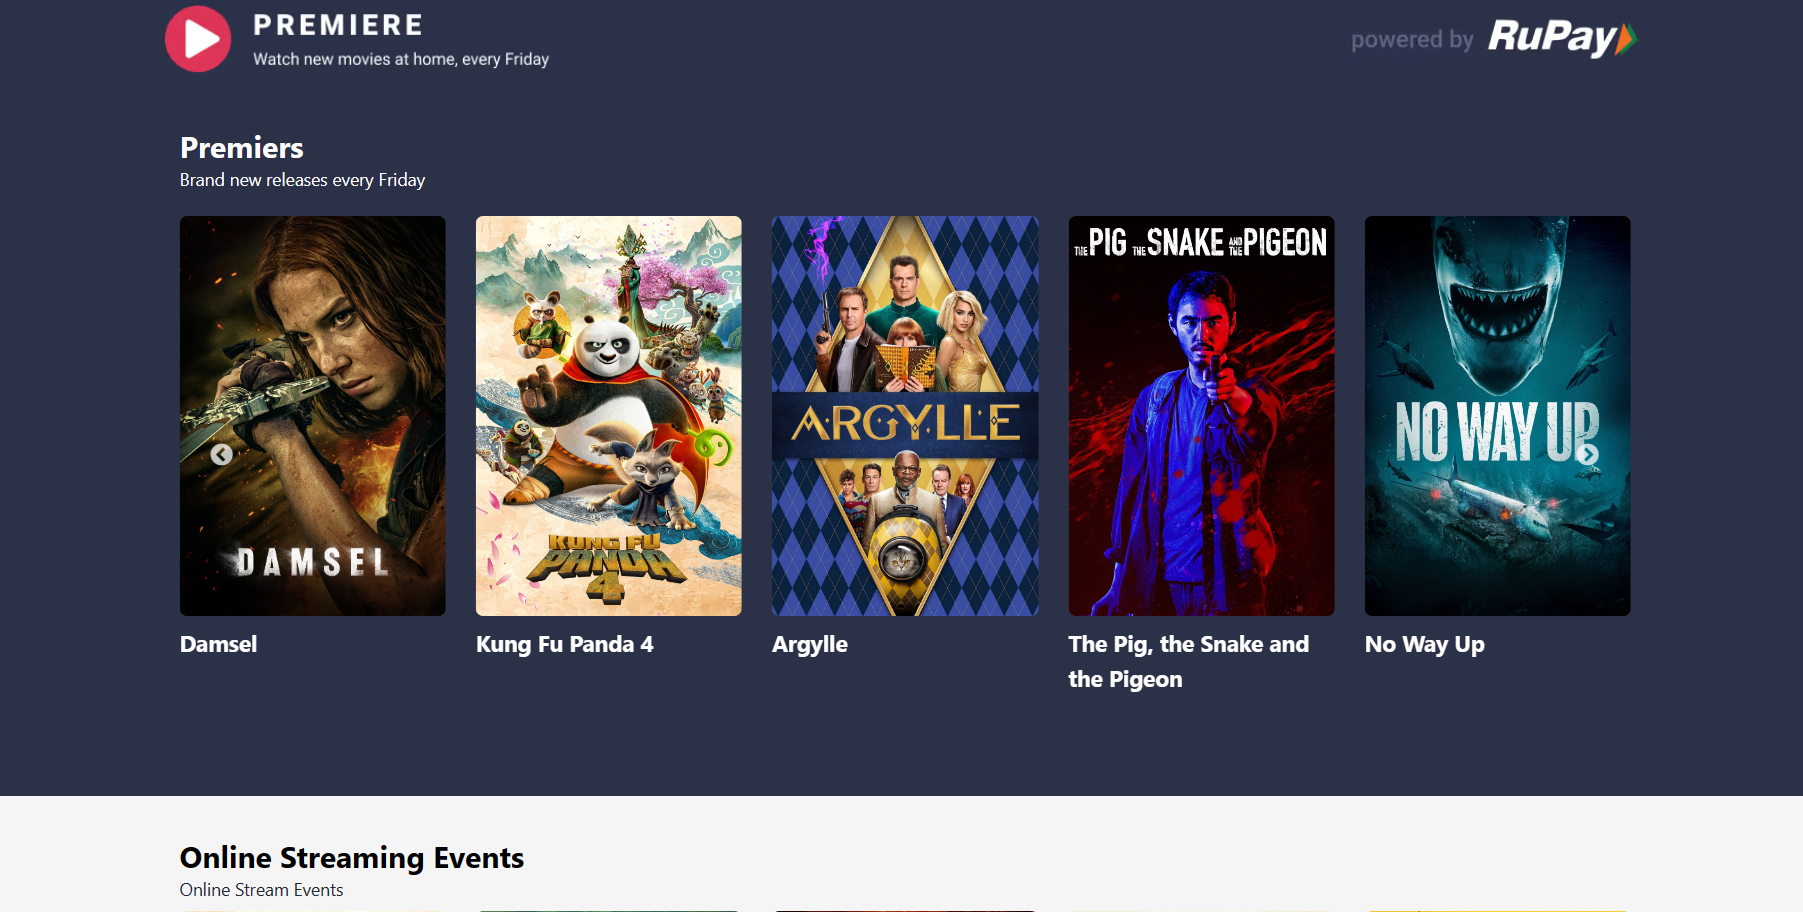 PREMIERE
Watch new movies at home, every Friday
powered by RuPay
Premiers
Brand new releases every Friday
DAMSEL
KUNG FU
PANDA
4
ARGYLLE
THE PIG THE SNAKE AND THE PIGEON
NO WAY UP
Damsel
Kung Fu Panda 4
Argylle
The Pig, the Snake and
the Pigeon
No Way Up
Online Streaming Events
Online Stream Events